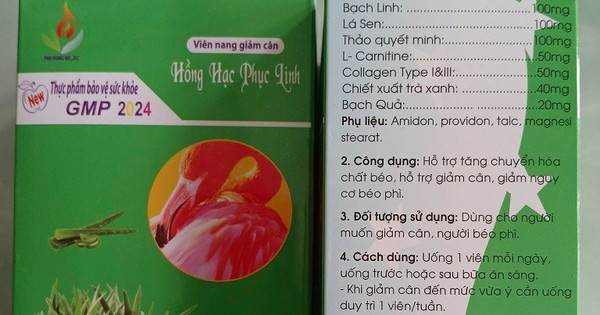 Viên nang giảm cân
Hồng Hạc Phục Linh
New
Thực phẩm bảo vệ sức khỏe
GMP 2024
Bạch Linh: 100mg
Lá Sen: 100mg
Thảo quyết minh: 100mg
L- Carnitine: 50mg
Collagen Type I&III: 50mg
Chiết xuất trà xanh: 40mg
Bạch Quả: 20mg
Phụ liệu: Amidon, providon, talc, magnesi
stearat.
2. Công dụng: Hỗ trợ tăng chuyển hóa
chất béo, hỗ trợ giảm cân, giảm nguy
cơ béo phì.
3. Đối tượng sử dụng: Dùng cho người
muốn giảm cân, người béo phì.
4. Cách dùng: Uống 1 viên mỗi ngày,
uống trước hoặc sau bữa ăn sáng.
- Khi giảm cân đến mức vừa ý cần uống
duy trì 1 viên/tuần.